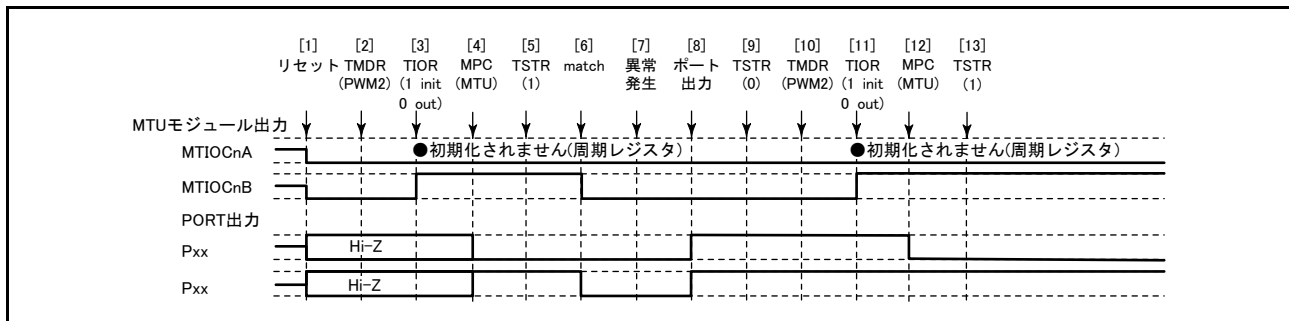 [1] [2] [3] [4] [5] [6] [7] [8] [9] [10] [11] [12] [13]
リセット TMDR TIOR MPC TSTR match 異常 ポート TSTR TMDR TIOR MPC TSTR
(PWM2) (1 init (MTU) (1) 発生 出力 (0) (PWM2) (1 init (MTU) (1)
0 out) 0 out)
MTUモジュール出力
MTIOCnA ●初期化されません(周期レジスタ) ●初期化されません(周期レジスタ)
MTIOCnB
PORT出力
Pxx Hi-Z
Pxx Hi-Z